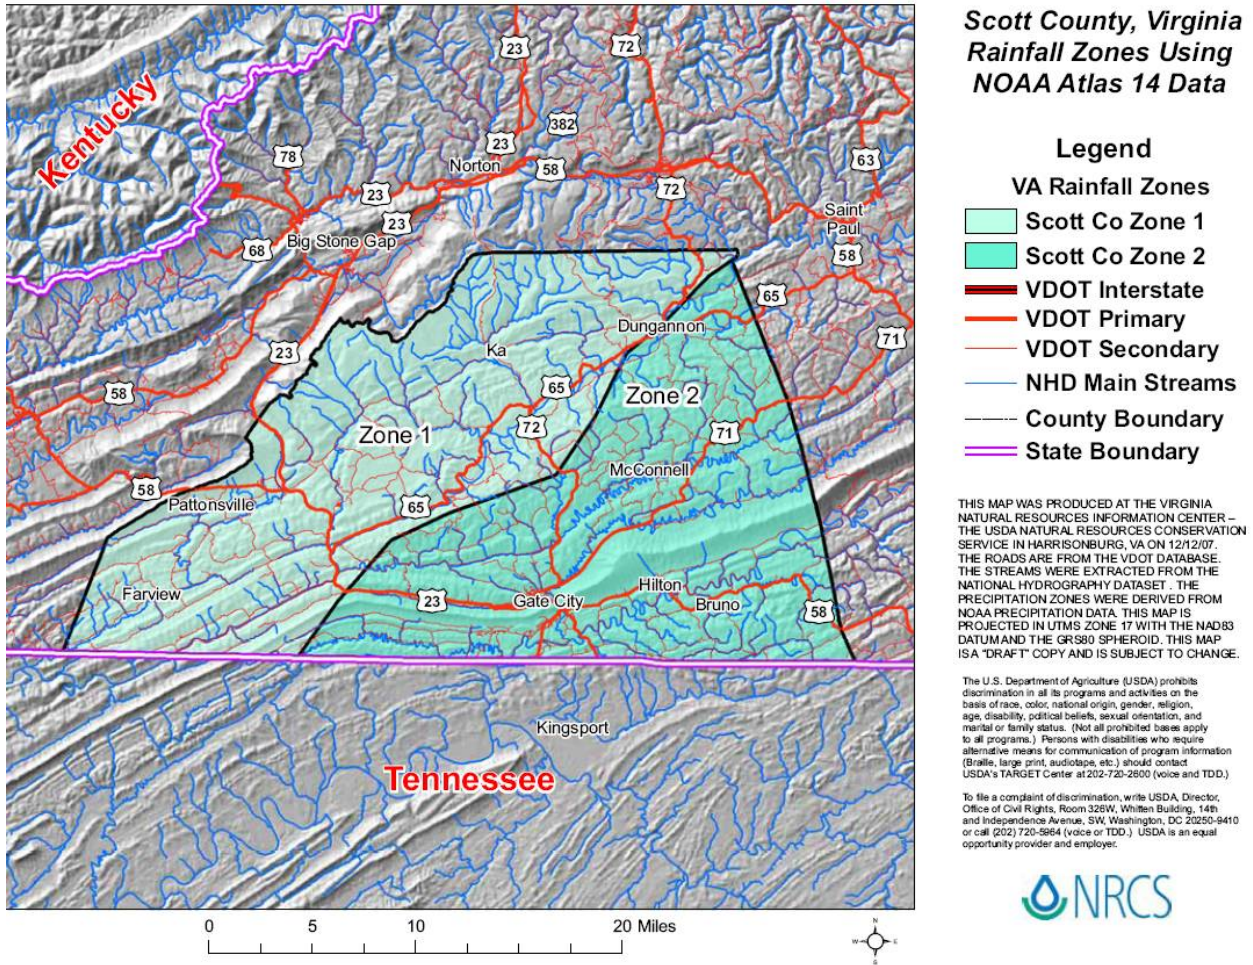 Scott County, Virginia
Rainfall Zones Using
NOAA Atlas 14 Data
Legend
VA Rainfall Zones
Scott Co Zone 1
Scott Co Zone 2
VDOT Interstate
VDOT Primary
VDOT Secondary
NHD Main Streams
County Boundary
State Boundary
THIS MAP WAS PRODUCED AT THE VIRGINIA
NATURAL RESOURCES INFORMATION CENTER –
THE USDA NATURAL RESOURCES CONSERVATION
SERVICE IN HARRISONBURG, VA ON 12/12/07.
THE ROADS ARE FROM THE VDOT DATABASE.
THE STREAMS WERE EXTRACTED FROM THE
NATIONAL HYDROGRAPHY DATASET . THE
PRECIPITATION ZONES WERE DERIVED FROM
NOAA PRECIPITATION DATA. THIS MAP IS
PROJECTED IN UTMS ZONE 17 WITH THE NAD83
DATUM AND THE GRS80 SPHEROID. THIS MAP
IS A "DRAFT" COPY AND IS SUBJECT TO CHANGE.
The U.S. Department of Agriculture (USDA) prohibits
discrimination in all its programs and activities on the
basis of race, color, national origin, gender, religion,
age, disability, political beliefs, sexual orientation, and
marital or family status. (Not all prohibited bases apply
to all programs.) Persons with disabilities who require
alternative means for communication of program information
(Braille, large print, audiotape, etc.) should contact
USDA's TARGET Center at 202-720-2600 (voice and TDD.)
To file a complaint of discrimination, write USDA, Director,
Office of Civil Rights, Room 326W, Whitten Building, 14th
and Independence Avenue, SW, Washington, DC 20250-9410
or call (202) 720-5964 (voice or TDD.) USDA is an equal
opportunity provider and employer.
NRCS
Kentucky
23
72
382
23
Norton
58
78
63
23
72
23
Saint
Paul
Big Stone Gap
68
58
65
Dungannon
71
Ka
23
58
65
Zone 2
72
71
Zone 1
McConnell
58
Pattonsville
65
Farview
23
Gate City
Hilton
Bruno
58
Kingsport
Tennessee
0 5 10 20 Miles
N
W E
S